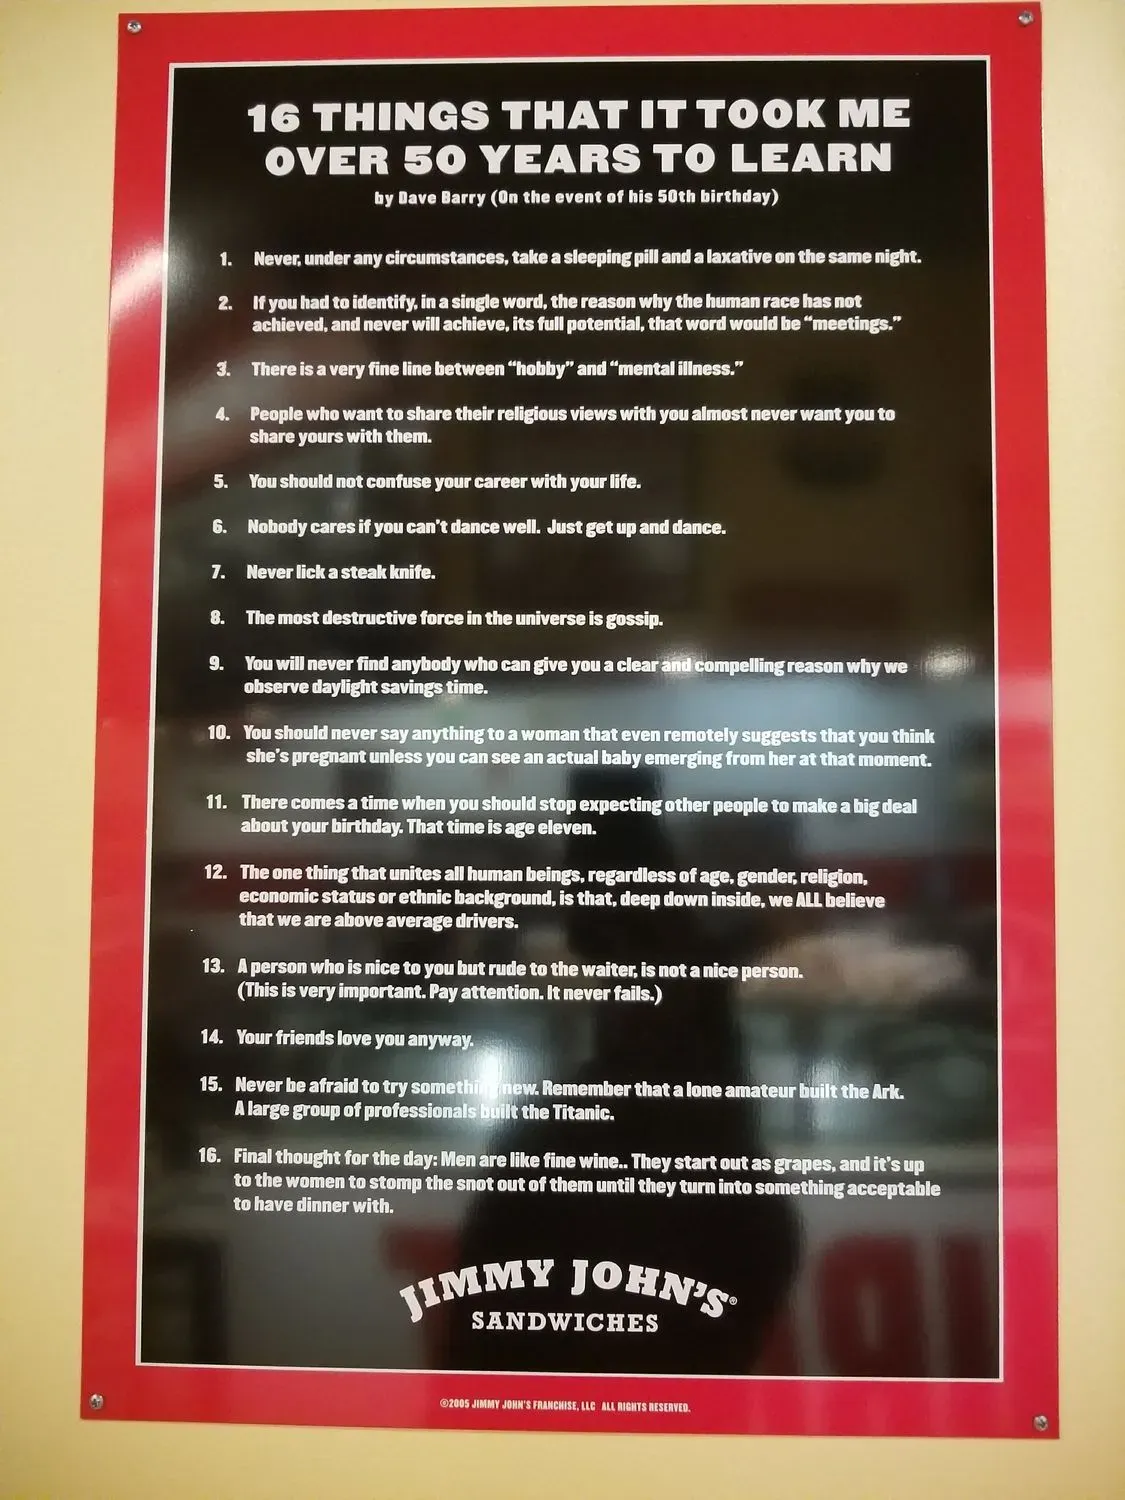 16 THINGS THAT IT TOOK ME
OVER 50 YEARS TO LEARN
by Dave Barry (On the event of his 50th birthday)
1. Never, under any circumstances, take a sleeping pill and a laxative on the same night.
2. If you had to identify, in a single word, the reason why the human race has not
achieved, and never will achieve, its full potential, that word would be “meetings.”
3. There is a very fine line between “hobby” and “mental illness.”
4. People who want to share their religious views with you almost never want you to
share yours with them.
5. You should not confuse your career with your life.
6. Nobody cares if you can't dance well. Just get up and dance.
7. Never lick a steak knife.
8. The most destructive force in the universe is gossip.
9. You will never find anybody who can give you a clear and compelling reason why we
observe daylight savings time.
10. You should never say anything to a woman that even remotely suggests that you think
she's pregnant unless you can see an actual baby emerging from her at that moment.
11. There comes a time when you should stop expecting other people to make a big deal
about your birthday. That time is age eleven.
12. The one thing that unites all human beings, regardless of age, gender, religion,
economic status or ethnic background, is that, deep down inside, we ALL believe
that we are above average drivers.
13. A person who is nice to you but rude to the waiter, is not a nice person.
(This is very important. Pay attention. It never fails.)
14. Your friends love you anyway.
15. Never be afraid to try something new. Remember that a lone amateur built the Ark.
A large group of professionals built the Titanic.
16. Final thought for the day: Men are like fine wine.. They start out as grapes, and it's up
to the women to stomp the snot out of them until they turn into something acceptable
to have dinner with.
JIMMY JOHN'S®
SANDWICHES
©2005 JIMMY JOHN'S FRANCHISE, LLC ALL RIGHTS RESERVED.